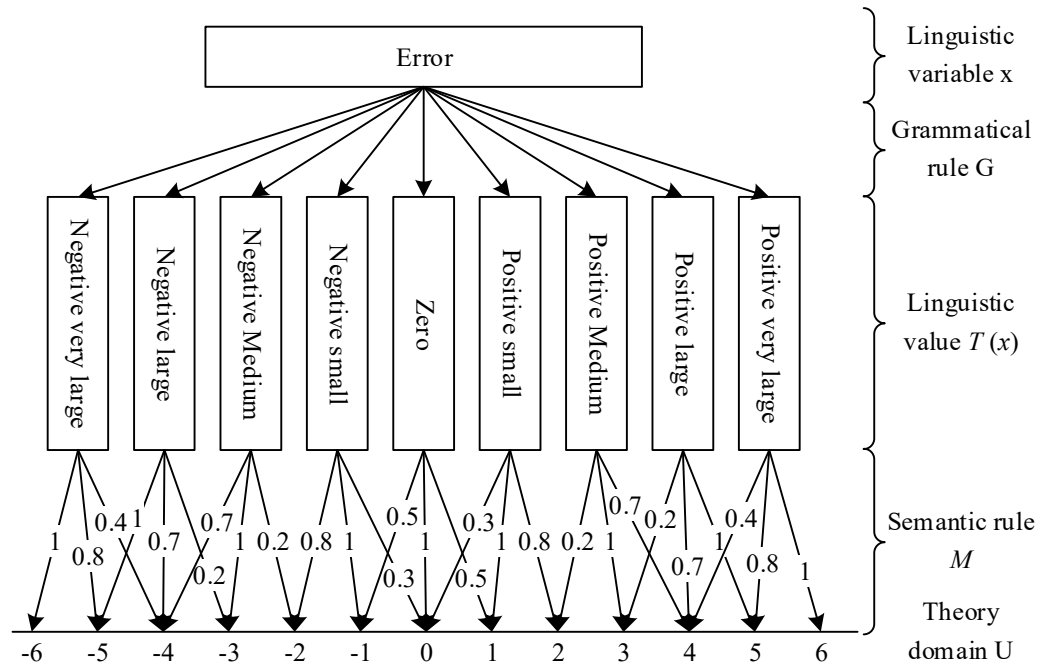 Error
Linguistic
variable x
Grammatical
rule G
Negative very large
Negative large
Negative Medium
Negative small
Zero
Positive small
Positive Medium
Positive large
Positive very large
Linguistic
value T (x)
1 0.8 0.4 1 0.7 0.2 0.7 1 0.2 0.8 1 0.3 0.5 1 0.5 0.3 1 0.8 0.2 1 0.7 0.2 0.7 1 0.4 0.8 1
Semantic rule
M
-6 -5 -4 -3 -2 -1 0 1 2 3 4 5 6
Theory
domain U